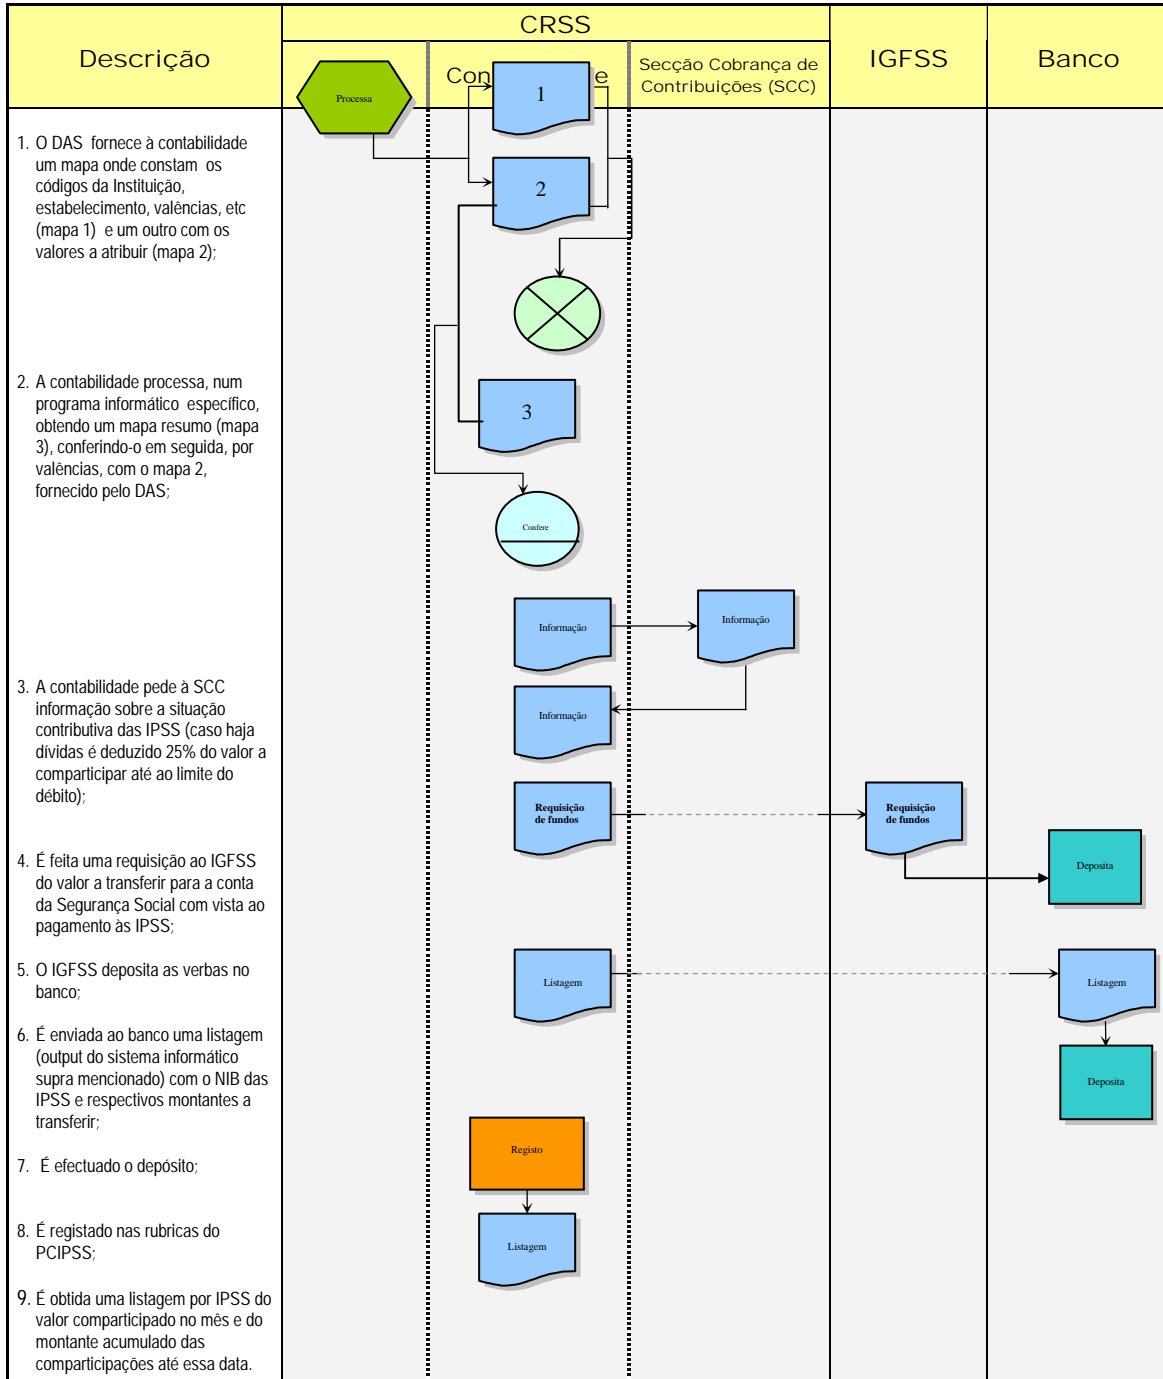 Descrição
CRSS
IGFSS
Banco
Secção Cobrança de
Contribuições (SCC)
Processa
1
2
3
Confere
1. O DAS fornece à contabilidade
um mapa onde constam os
códigos da Instituição,
estabelecimento, valências, etc
(mapa 1) e um outro com os
valores a atribuir (mapa 2);
2. A contabilidade processa, num
programa informático específico,
obtendo um mapa resumo (mapa
3), conferindo-o em seguida, por
valências, com o mapa 2,
fornecido pelo DAS;
Informação
Informação
Informação
3. A contabilidade pede à SCC
informação sobre a situação
contributiva das IPSS (caso haja
dívidas é deduzido 25% do valor a
comparticipar até ao limite do
débito);
Requisição
de fundos
Requisição
de fundos
Deposita
4. É feita uma requisição ao IGFSS
do valor a transferir para a conta
da Segurança Social com vista ao
pagamento às IPSS;
5. O IGFSS deposita as verbas no
banco;
Listagem
Listagem
6. É enviada ao banco uma listagem
(output do sistema informático
supra mencionado) com o NIB das
IPSS e respectivos montantes a
transferir;
Deposita
7. É efectuado o depósito;
Registo
8. É registado nas rubricas do
PCIPSS;
Listagem
9. É obtida uma listagem por IPSS do
valor comparticipado no mês e do
montante acumulado das
comparticipações até essa data.